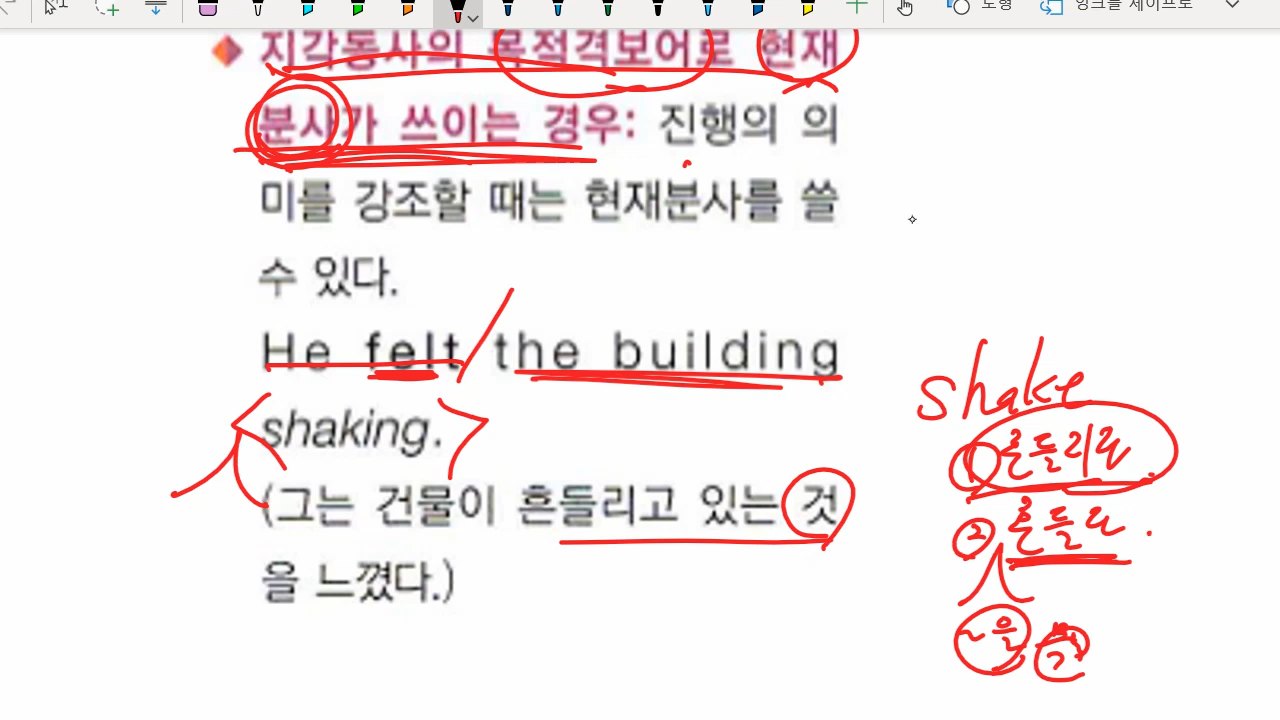 도형
잉크를 셰이프로
지각동사의 목적격보어로 현재
분사가 쓰이는 경우: 진행의 의
미를 강조할 때는 현재분사를 쓸
수 있다.
He felt the building
shaking.
(그는 건물이 흔들리고 있는 것
을 느꼈다.)
shake
① 흔들리다.
② 흔들다.
~을